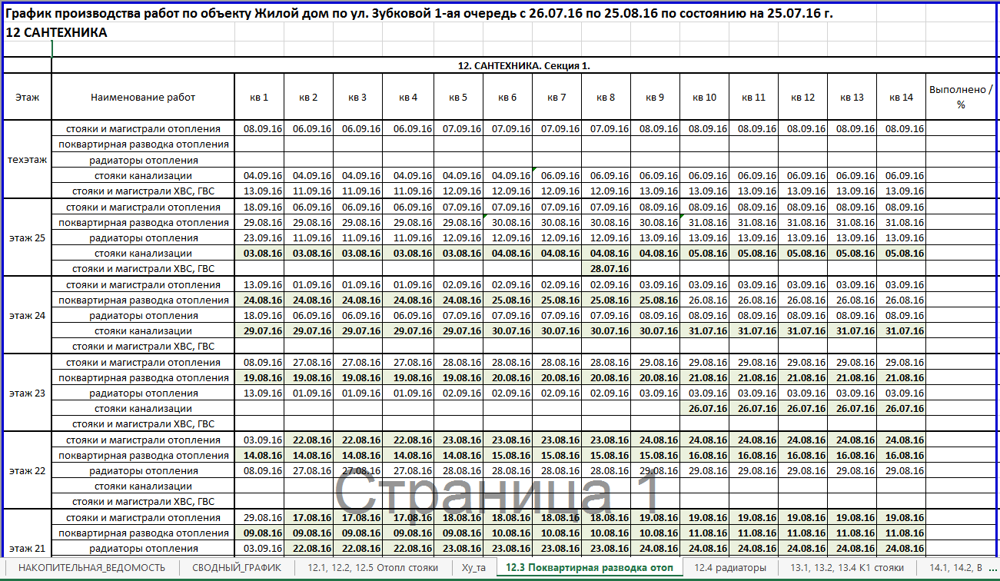 График производства работ по объекту Жилой дом по ул. Зубковой 1-ая очередь с 26.07.16 по 25.08.16 по состоянию на 25.07.16 г.
12 САНТЕХНИКА
12. САНТЕХНИКА. Секция 1.
Этаж Наименование работ кв 1 кв 2 кв 3 кв 4 кв 5 кв 6 кв 7 кв 8 кв 9 кв 10 кв 11 кв 12 кв 13 кв 14 Выполнено / %
техэтаж
стояки и магистрали отопления 08.09.16 06.09.16 06.09.16 06.09.16 07.09.16 07.09.16 07.09.16 07.09.16 08.09.16 08.09.16 08.09.16 08.09.16 08.09.16 08.09.16
поквартирная разводка отопления
радиаторы отопления
стояки канализации 04.09.16 04.09.16 04.09.16 04.09.16 04.09.16 04.09.16 06.09.16 06.09.16 06.09.16 06.09.16 06.09.16 06.09.16 06.09.16 06.09.16
стояки и магистрали ХВС, ГВС 13.09.16 11.09.16 11.09.16 11.09.16 12.09.16 12.09.16 12.09.16 12.09.16 13.09.16 13.09.16 13.09.16 13.09.16 13.09.16 13.09.16
этаж 25
стояки и магистрали отопления 18.09.16 06.09.16 06.09.16 06.09.16 07.09.16 07.09.16 07.09.16 07.09.16 08.09.16 08.09.16 08.09.16 08.09.16 08.09.16 08.09.16
поквартирная разводка отопления 29.08.16 29.08.16 29.08.16 29.08.16 29.08.16 30.08.16 30.08.16 30.08.16 30.08.16 31.08.16 31.08.16 31.08.16 31.08.16 31.08.16
радиаторы отопления 23.09.16 11.09.16 11.09.16 11.09.16 12.09.16 12.09.16 12.09.16 12.09.16 13.09.16 13.09.16 13.09.16 13.09.16 13.09.16 13.09.16
стояки канализации 03.08.16 03.08.16 03.08.16 03.08.16 03.08.16 04.08.16 04.08.16 04.08.16 04.08.16 05.08.16 05.08.16 05.08.16 05.08.16 05.08.16
стояки и магистрали ХВС, ГВС 28.07.16
этаж 24
стояки и магистрали отопления 13.09.16 01.09.16 01.09.16 01.09.16 02.09.16 02.09.16 02.09.16 02.09.16 03.09.16 03.09.16 03.09.16 03.09.16 03.09.16 03.09.16
поквартирная разводка отопления 24.08.16 24.08.16 24.08.16 24.08.16 24.08.16 25.08.16 25.08.16 25.08.16 25.08.16 26.08.16 26.08.16 26.08.16 26.08.16 26.08.16
радиаторы отопления 18.09.16 06.09.16 06.09.16 06.09.16 07.09.16 07.09.16 07.09.16 07.09.16 08.09.16 08.09.16 08.09.16 08.09.16 08.09.16 08.09.16
стояки канализации 29.07.16 29.07.16 29.07.16 29.07.16 29.07.16 30.07.16 30.07.16 30.07.16 30.07.16 31.07.16 31.07.16 31.07.16 31.07.16 31.07.16
стояки и магистрали ХВС, ГВС
этаж 23
стояки и магистрали отопления 08.09.16 27.08.16 27.08.16 27.08.16 28.08.16 28.08.16 28.08.16 28.08.16 29.08.16 29.08.16 29.08.16 29.08.16 29.08.16 29.08.16
поквартирная разводка отопления 19.08.16 19.08.16 19.08.16 19.08.16 19.08.16 20.08.16 20.08.16 20.08.16 20.08.16 21.08.16 21.08.16 21.08.16 21.08.16 21.08.16
радиаторы отопления 13.09.16 01.09.16 01.09.16 01.09.16 02.09.16 02.09.16 02.09.16 02.09.16 03.09.16 03.09.16 03.09.16 03.09.16 03.09.16 03.09.16
стояки канализации 26.07.16 26.07.16 26.07.16 26.07.16 26.07.16
стояки и магистрали ХВС, ГВС
этаж 22
стояки и магистрали отопления 03.09.16 22.08.16 22.08.16 22.08.16 23.08.16 23.08.16 23.08.16 23.08.16 24.08.16 24.08.16 24.08.16 24.08.16 24.08.16 24.08.16
поквартирная разводка отопления 14.08.16 14.08.16 14.08.16 14.08.16 14.08.16 15.08.16 15.08.16 15.08.16 15.08.16 16.08.16 16.08.16 16.08.16 16.08.16 16.08.16
радиаторы отопления 08.09.16 27.08.16 27.08.16 27.08.16 28.08.16 28.08.16 28.08.16 28.08.16 29.08.16 29.08.16 29.08.16 29.08.16 29.08.16 29.08.16
стояки канализации
Страница 1
стояки и магистрали ХВС, ГВС
этаж 21
стояки и магистрали отопления 29.08.16 17.08.16 17.08.16 17.08.16 18.08.16 18.08.16 18.08.16 18.08.16 19.08.16 19.08.16 19.08.16 19.08.16 19.08.16 19.08.16
поквартирная разводка отопления 09.08.16 09.08.16 09.08.16 09.08.16 09.08.16 10.08.16 10.08.16 10.08.16 10.08.16 11.08.16 11.08.16 11.08.16 11.08.16 11.08.16
радиаторы отопления 03.09.16 22.08.16 22.08.16 22.08.16 23.08.16 23.08.16 23.08.16 23.08.16 24.08.16 24.08.16 24.08.16 24.08.16 24.08.16 24.08.16
НАКОПИТЕЛЬНАЯ_ВЕДОМОСТЬ СВОДНЫЙ_ГРАФИК 12.1, 12.2, 12.5 Отопл стояки Ху_та 12.3 Поквартирная разводка отоп 12.4 радиаторы 13.1, 13.2, 13.4 К1 стояки 14.1, 14.2, В ...